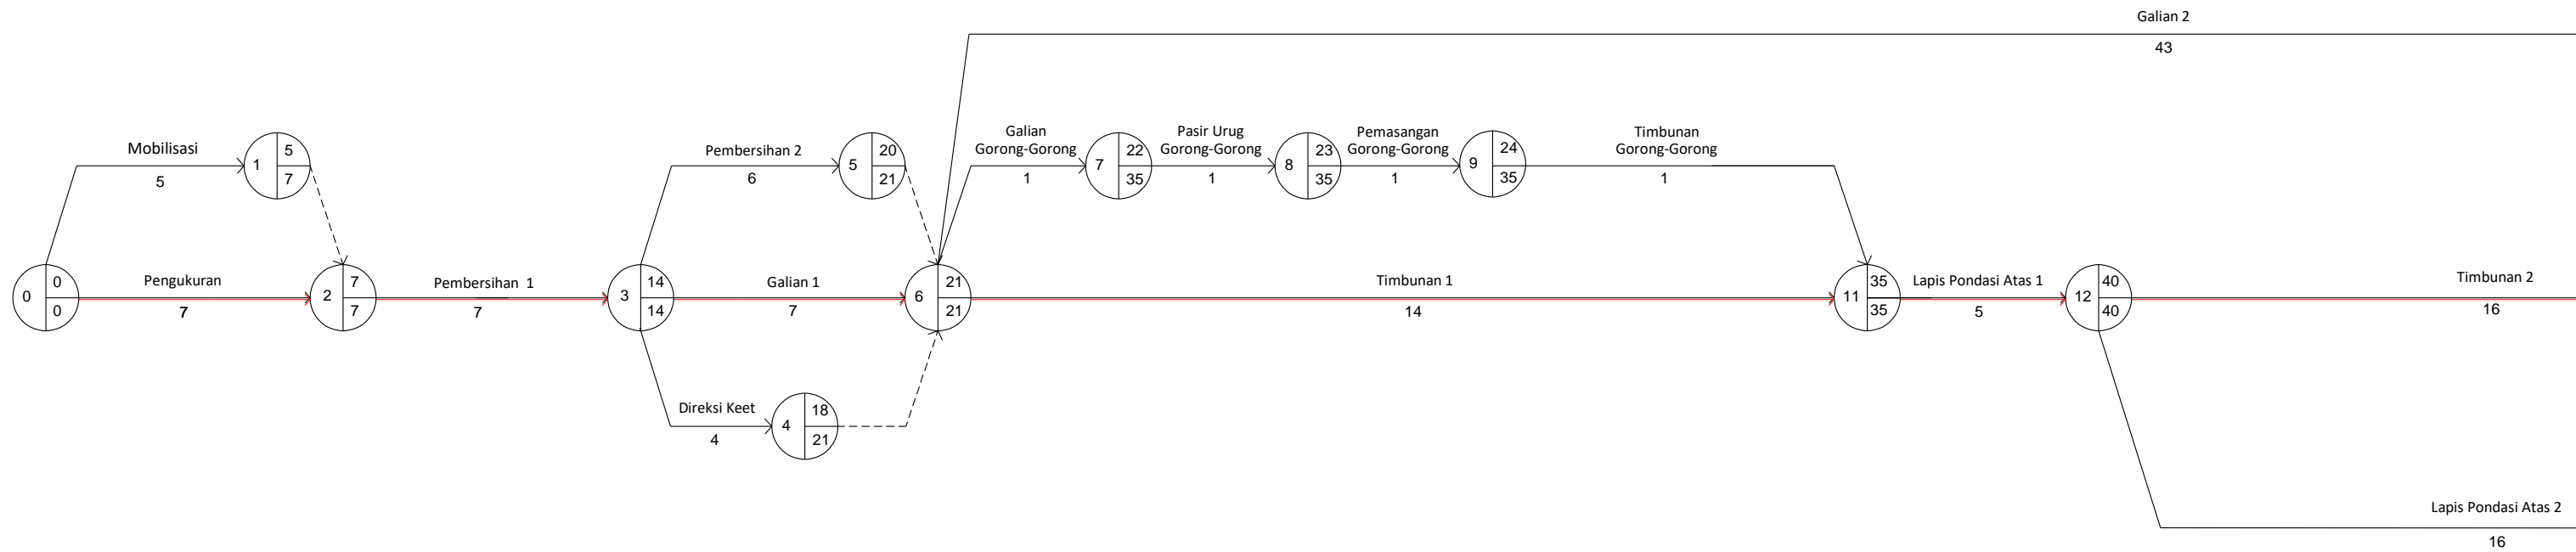 Galian 2
43
Mobilisasi
5
1
5
7
Pembersihan 2
6
5
20
21
Galian
Gorong-Gorong
1
7
22
35
Pasir Urug
Gorong-Gorong
1
8
23
35
Pemasangan
Gorong-Gorong
1
9
24
35
Timbunan
Gorong-Gorong
1
0
0
0
Pengukuran
7
2
7
7
Pembersihan 1
7
3
14
14
Galian 1
7
6
21
21
Timbunan 1
14
11
35
35
Lapis Pondasi Atas 1
5
12
40
40
Timbunan 2
16
Direksi Keet
4
4
18
21
Lapis Pondasi Atas 2
16